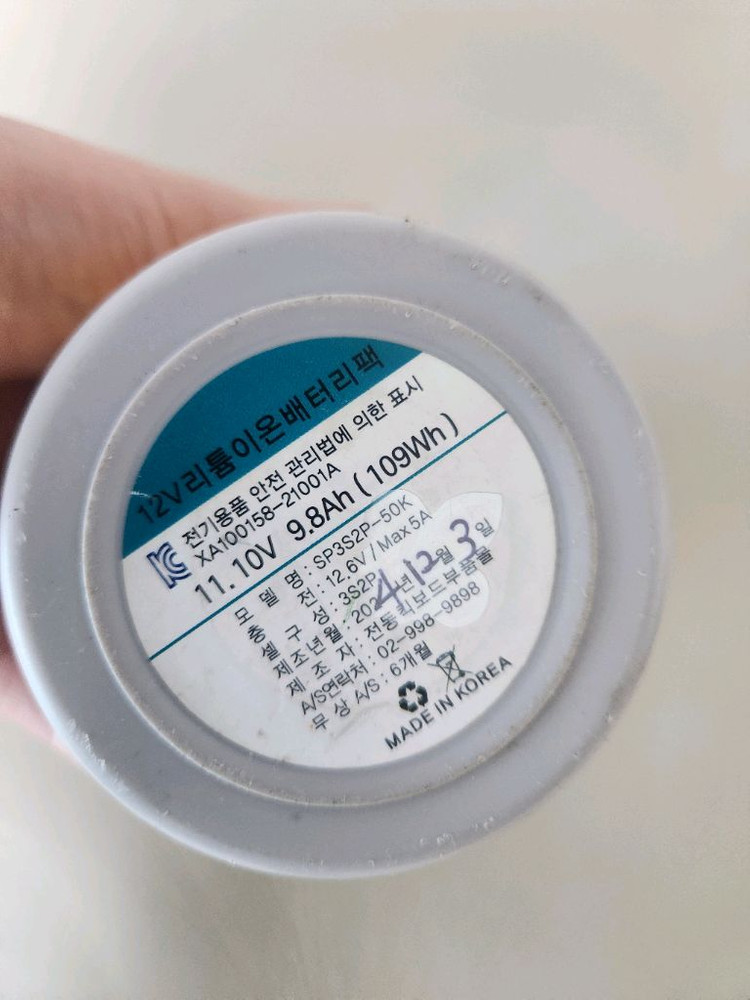 12V리튬이온배터리팩
전기용품 안전 관리법에 의한 표시
XA100158-21001A
11.10V 9.8Ah (109Wh)
모 델 명 : SP3S2P-50K
충 전 : 12.6V / Max 5A
셀 구 성 : 3S2P
제조년월 : 2024년 12월 3일
제 조 자 : 전동퀵보드부품몰
A/S연락처 : 02-998-9898
무 상 A/S : 6개월
MADE IN KOREA